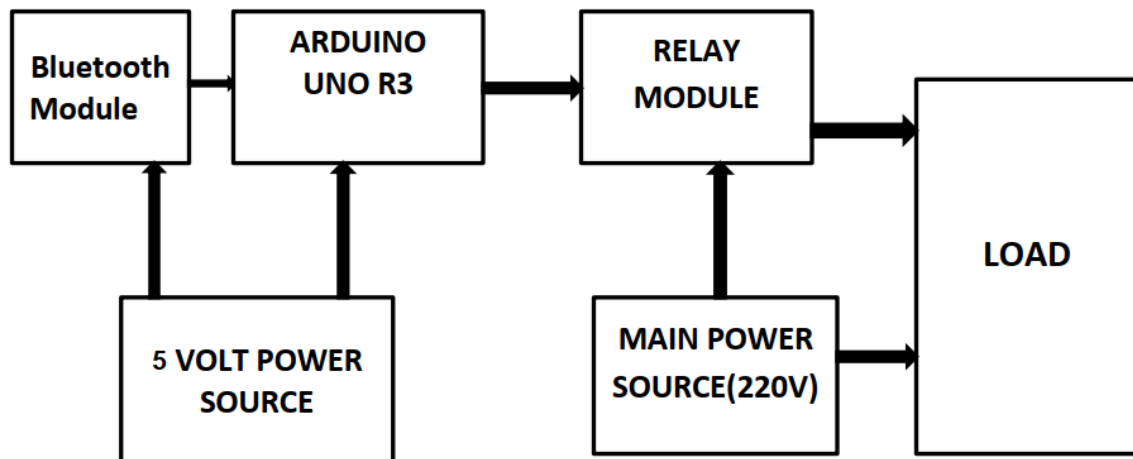 Bluetooth
Module
ARDUINO
UNO R3
RELAY
MODULE
LOAD
5 VOLT POWER
SOURCE
MAIN POWER
SOURCE(220V)